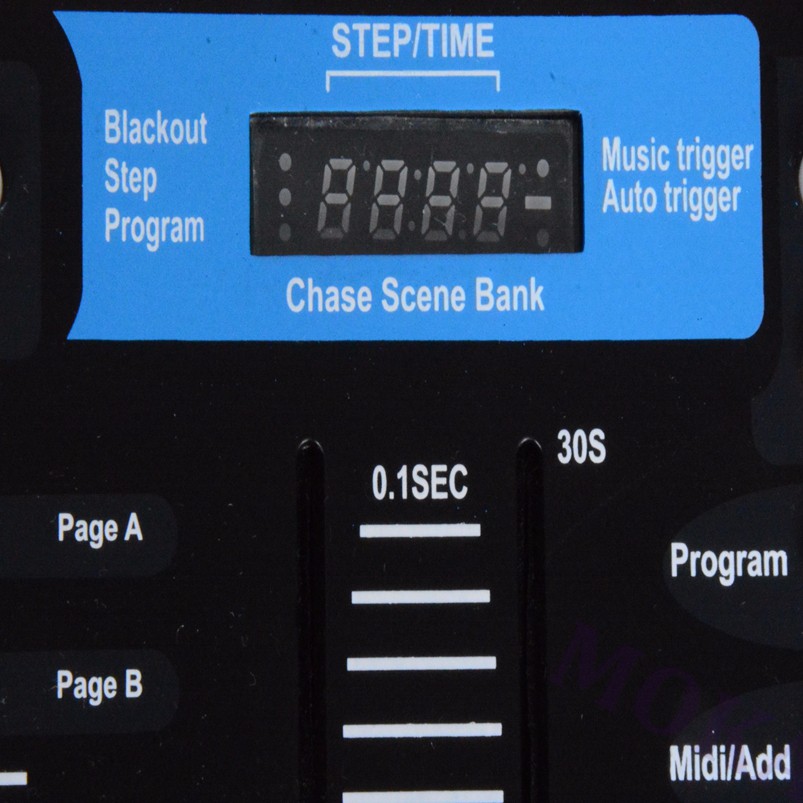 STEP/TIME
Blackout
Step
Program
Music trigger
Auto trigger
Chase Scene Bank
30S
0.1SEC
Page A
Program
Page B
Midi/Add